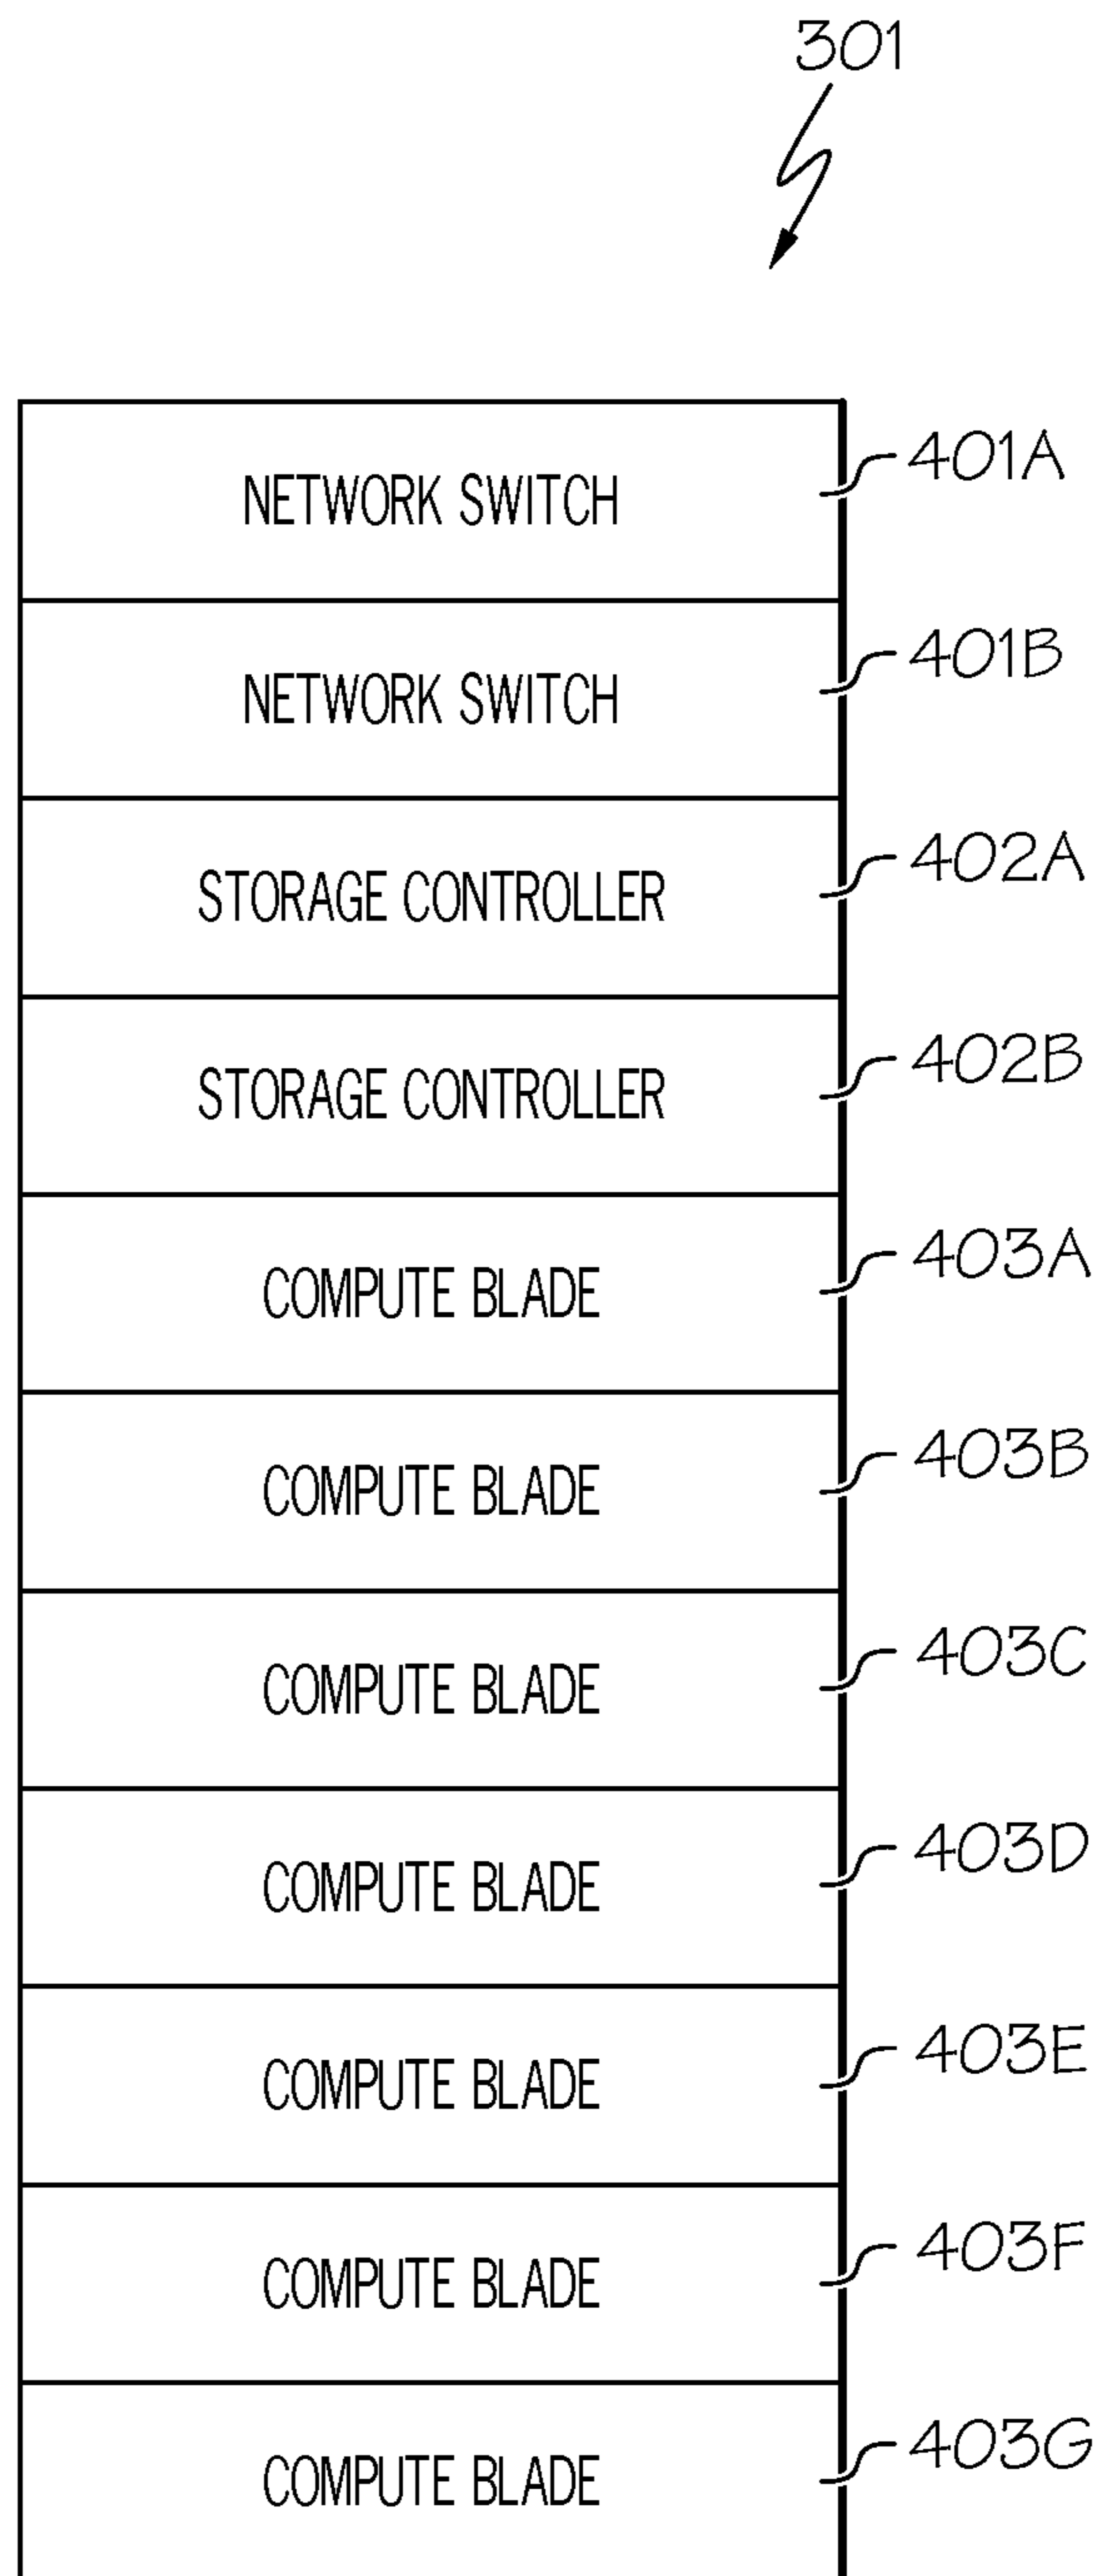 301
NETWORK SWITCH 401A
NETWORK SWITCH 401B
STORAGE CONTROLLER 402A
STORAGE CONTROLLER 402B
COMPUTE BLADE 403A
COMPUTE BLADE 403B
COMPUTE BLADE 403C
COMPUTE BLADE 403D
COMPUTE BLADE 403E
COMPUTE BLADE 403F
COMPUTE BLADE 403G